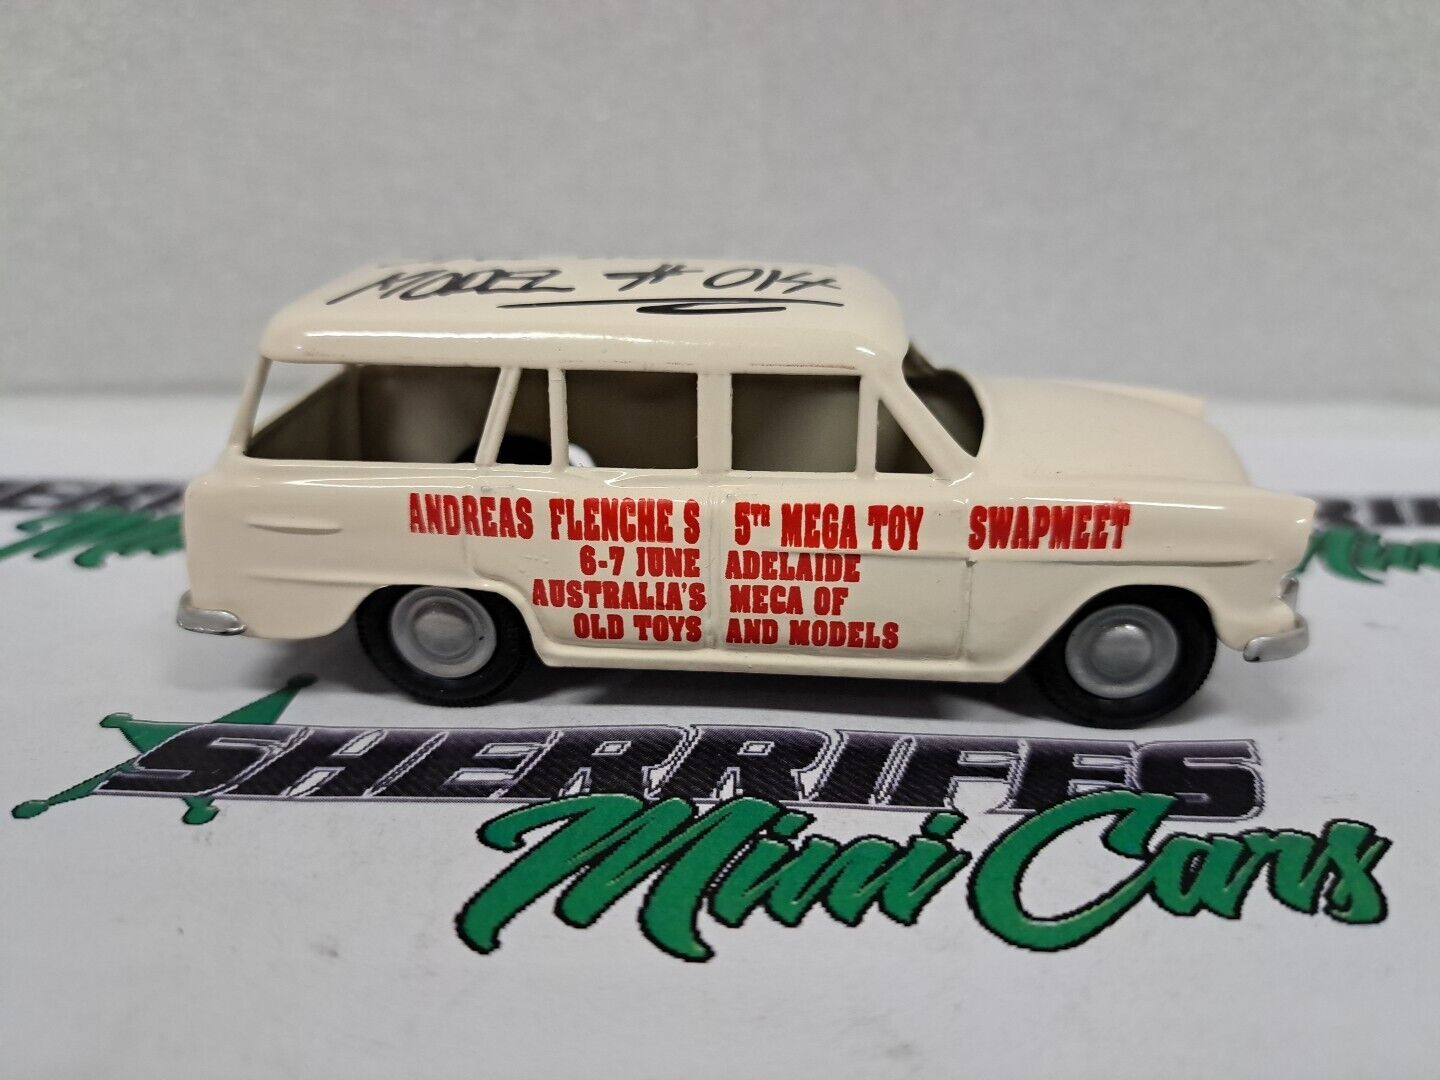 MODEL # 014
ANDREAS FLENCHE S 5TH MEGA TOY SWAPMEET
6-7 JUNE ADELAIDE
AUSTRALIA'S MECA OF
OLD TOYS AND MODELS
SHERRIFFS
Mini Cars